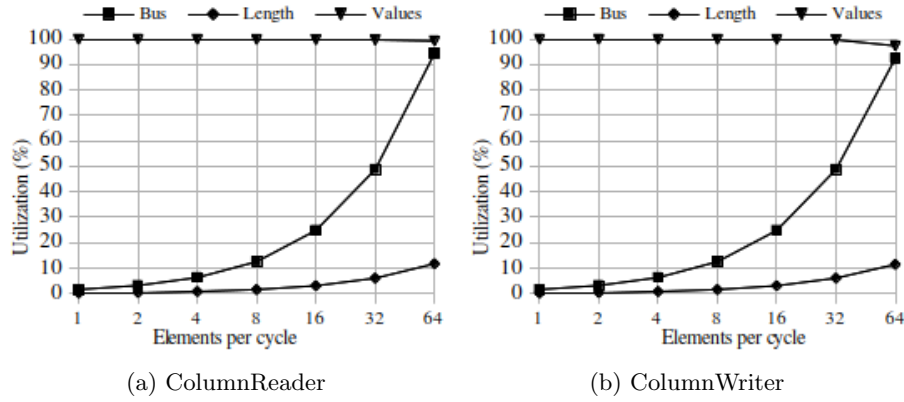 Bus Length Values
100
90
80
70
60
50
40
30
20
10
0
Utilization (%)
1 2 4 8 16 32 64
Elements per cycle
(a) ColumnReader
Bus Length Values
100
90
80
70
60
50
40
30
20
10
0
Utilization (%)
1 2 4 8 16 32 64
Elements per cycle
(b) ColumnWriter